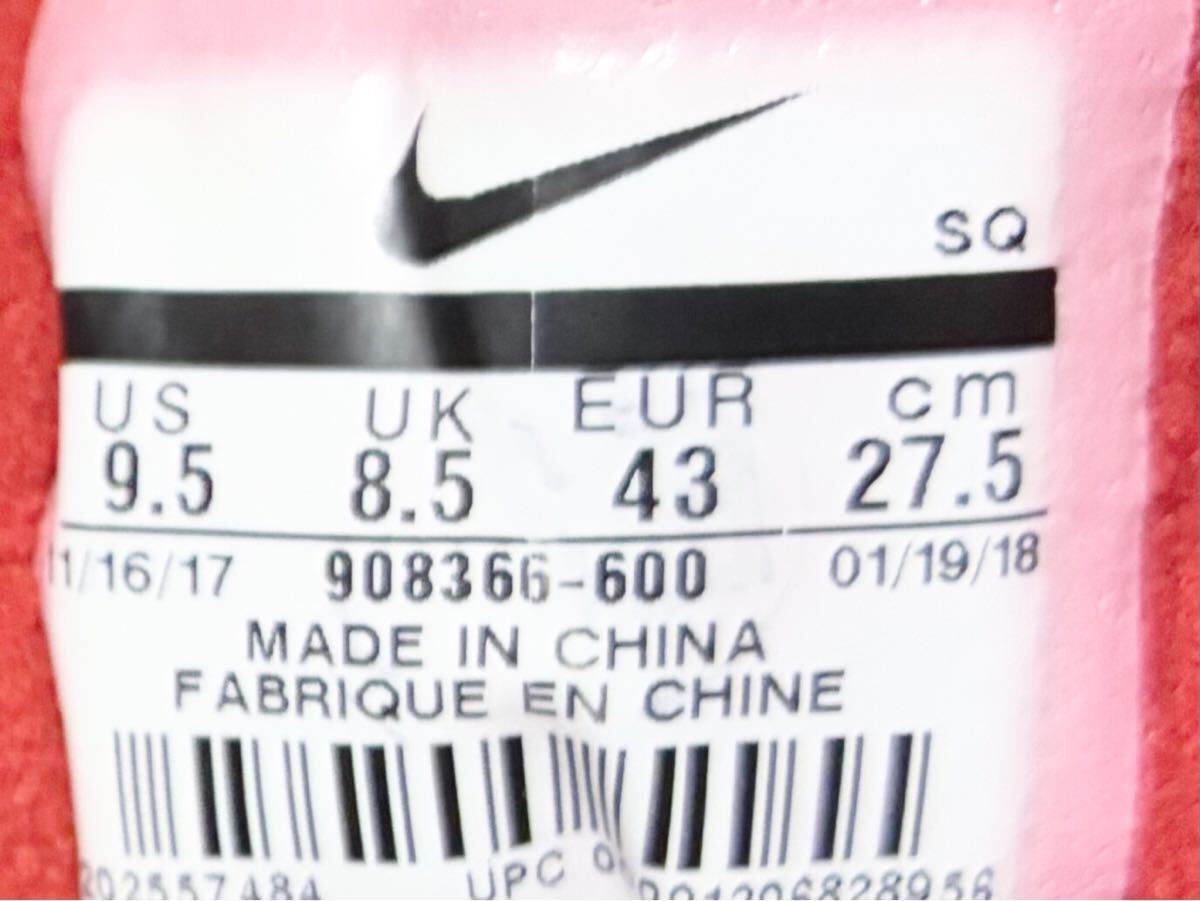 SQ
US UK EUR cm
9.5 8.5 43 27.5
11/16/17 908366-600 01/19/18
MADE IN CHINA
FABRIQUE EN CHINE
UPC